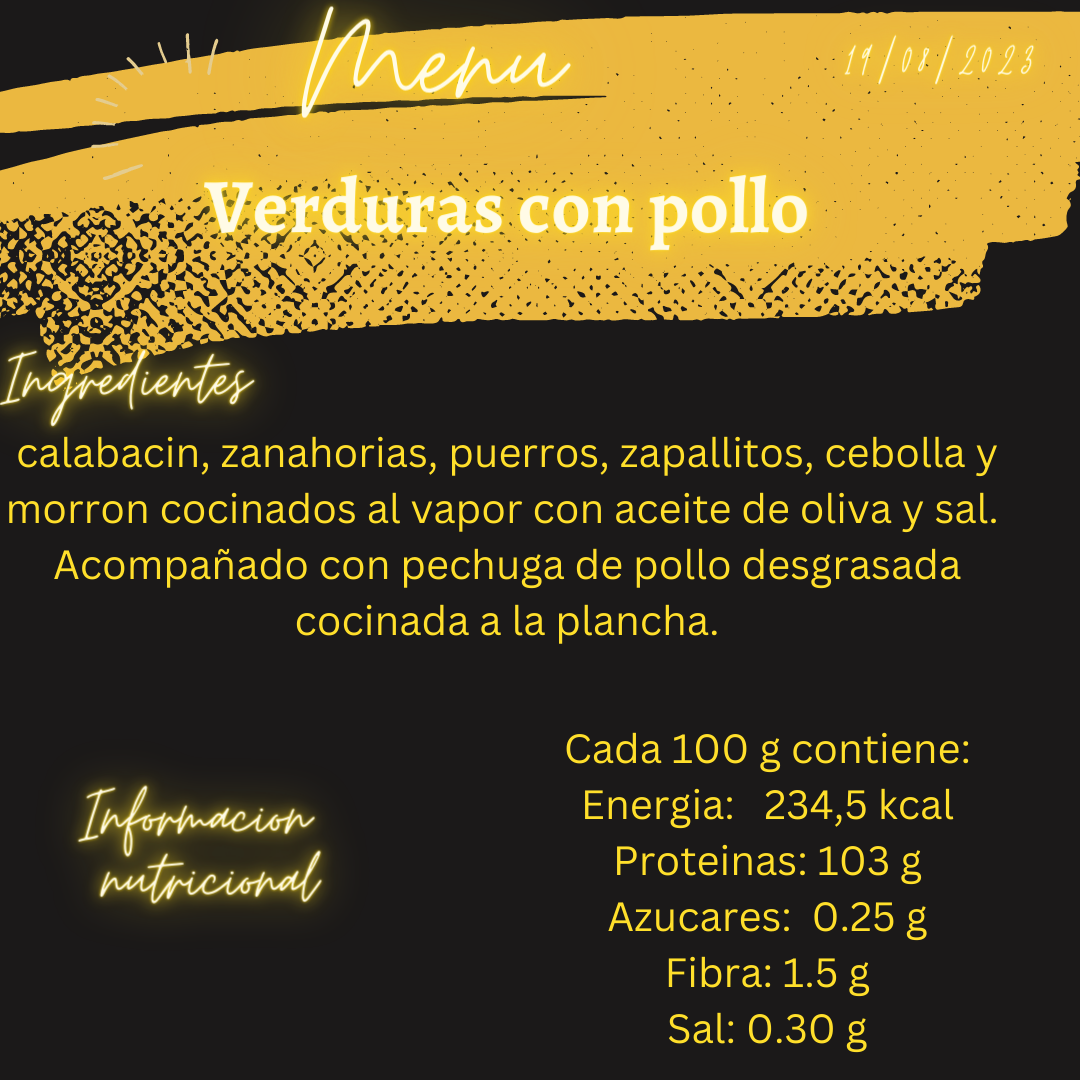 Menu
19/08/2023
Verduras con pollo
Ingredientes
calabacin, zanahorias, puerros, zapallitos, cebolla y
morron cocinados al vapor con aceite de oliva y sal.
Acompañado con pechuga de pollo desgrasada
cocinada a la plancha.
Informacion
nutricional
Cada 100 g contiene:
Energia: 234,5 kcal
Proteinas: 103 g
Azucares: 0.25 g
Fibra: 1.5 g
Sal: 0.30 g